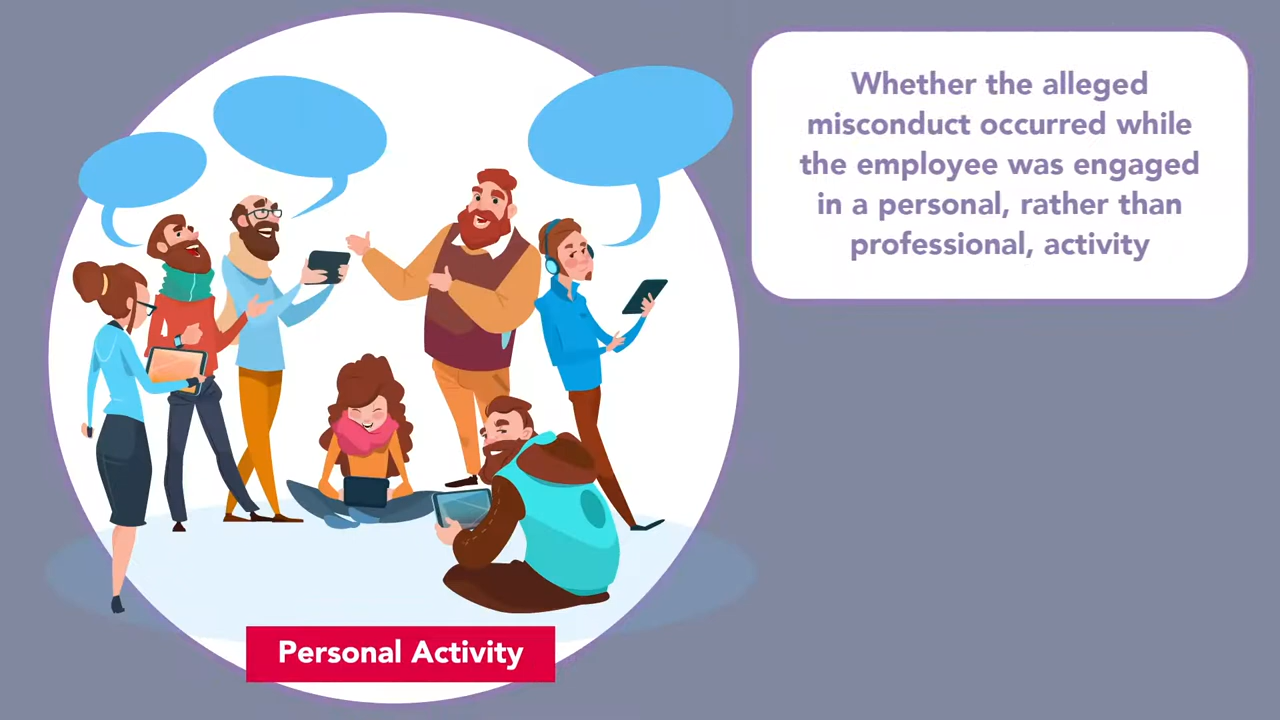 Whether the alleged
misconduct occurred while
the employee was engaged
in a personal, rather than
professional, activity
Personal Activity